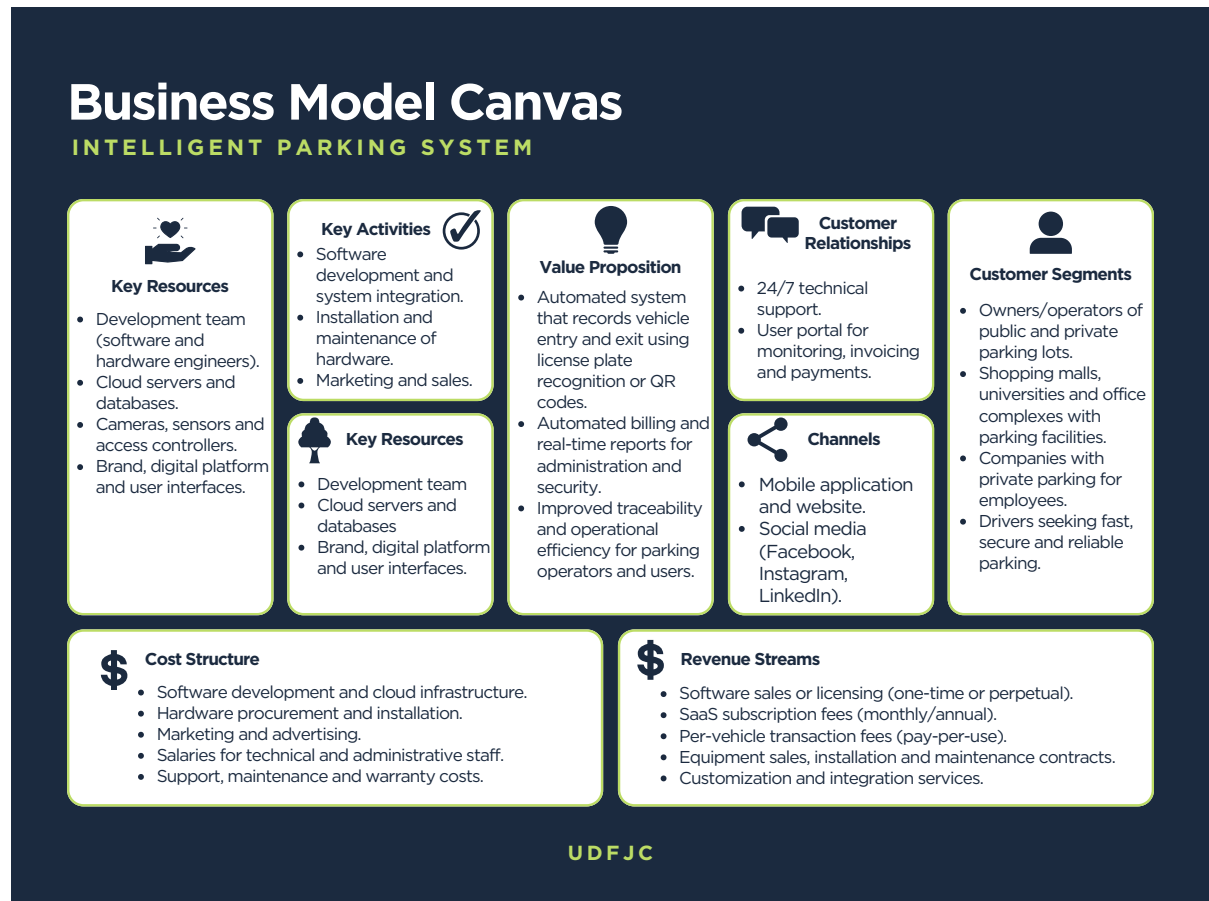 Business Model Canvas
INTELLIGENT PARKING SYSTEM
Key Resources
• Development team
(software and
hardware engineers).
• Cloud servers and
databases.
• Cameras, sensors and
access controllers.
• Brand, digital platform
and user interfaces.
Key Activities
• Software
development and
system integration.
• Installation and
maintenance of
hardware.
• Marketing and sales.
Key Resources
• Development team
• Cloud servers and
databases
• Brand, digital platform
and user interfaces.
Value Proposition
• Automated system
that records vehicle
entry and exit using
license plate
recognition or QR
codes.
• Automated billing and
real-time reports for
administration and
security.
• Improved traceability
and operational
efficiency for parking
operators and users.
Customer
Relationships
• 24/7 technical
support.
• User portal for
monitoring, invoicing
and payments.
Channels
• Mobile application
and website.
• Social media
(Facebook,
Instagram,
LinkedIn).
Customer Segments
• Owners/operators of
public and private
parking lots.
• Shopping malls,
universities and office
complexes with
parking facilities.
• Companies with
private parking for
employees.
• Drivers seeking fast,
secure and reliable
parking.
$ Cost Structure
• Software development and cloud infrastructure.
• Hardware procurement and installation.
• Marketing and advertising.
• Salaries for technical and administrative staff.
• Support, maintenance and warranty costs.
$ Revenue Streams
• Software sales or licensing (one-time or perpetual).
• SaaS subscription fees (monthly/annual).
• Per-vehicle transaction fees (pay-per-use).
• Equipment sales, installation and maintenance contracts.
• Customization and integration services.
UDFJC